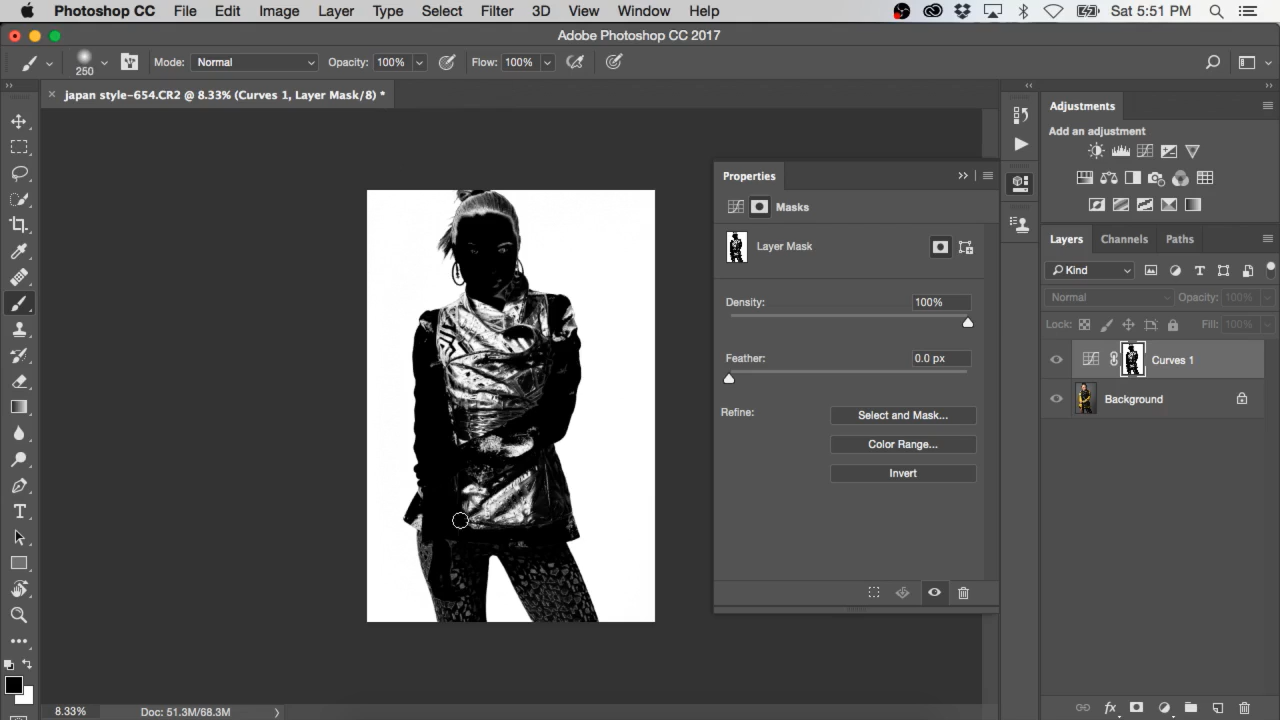 Photoshop CC File Edit Image Layer Type Select Filter 3D View Window Help Sat 5:51 PM
Adobe Photoshop CC 2017
250 Mode: Normal Opacity: 100% Flow: 100%
japan style-654.CR2 @ 8.33% (Curves 1, Layer Mask/8) *
Adjustments
Add an adjustment
Properties
Masks
Layer Mask
Density: 100%
Feather: 0.0 px
Refine: Select and Mask...
Color Range...
Invert
Layers Channels Paths
Kind
Normal Opacity: 100%
Lock: Fill: 100%
Curves 1
Background
8.33% Doc: 51.3M/68.3M